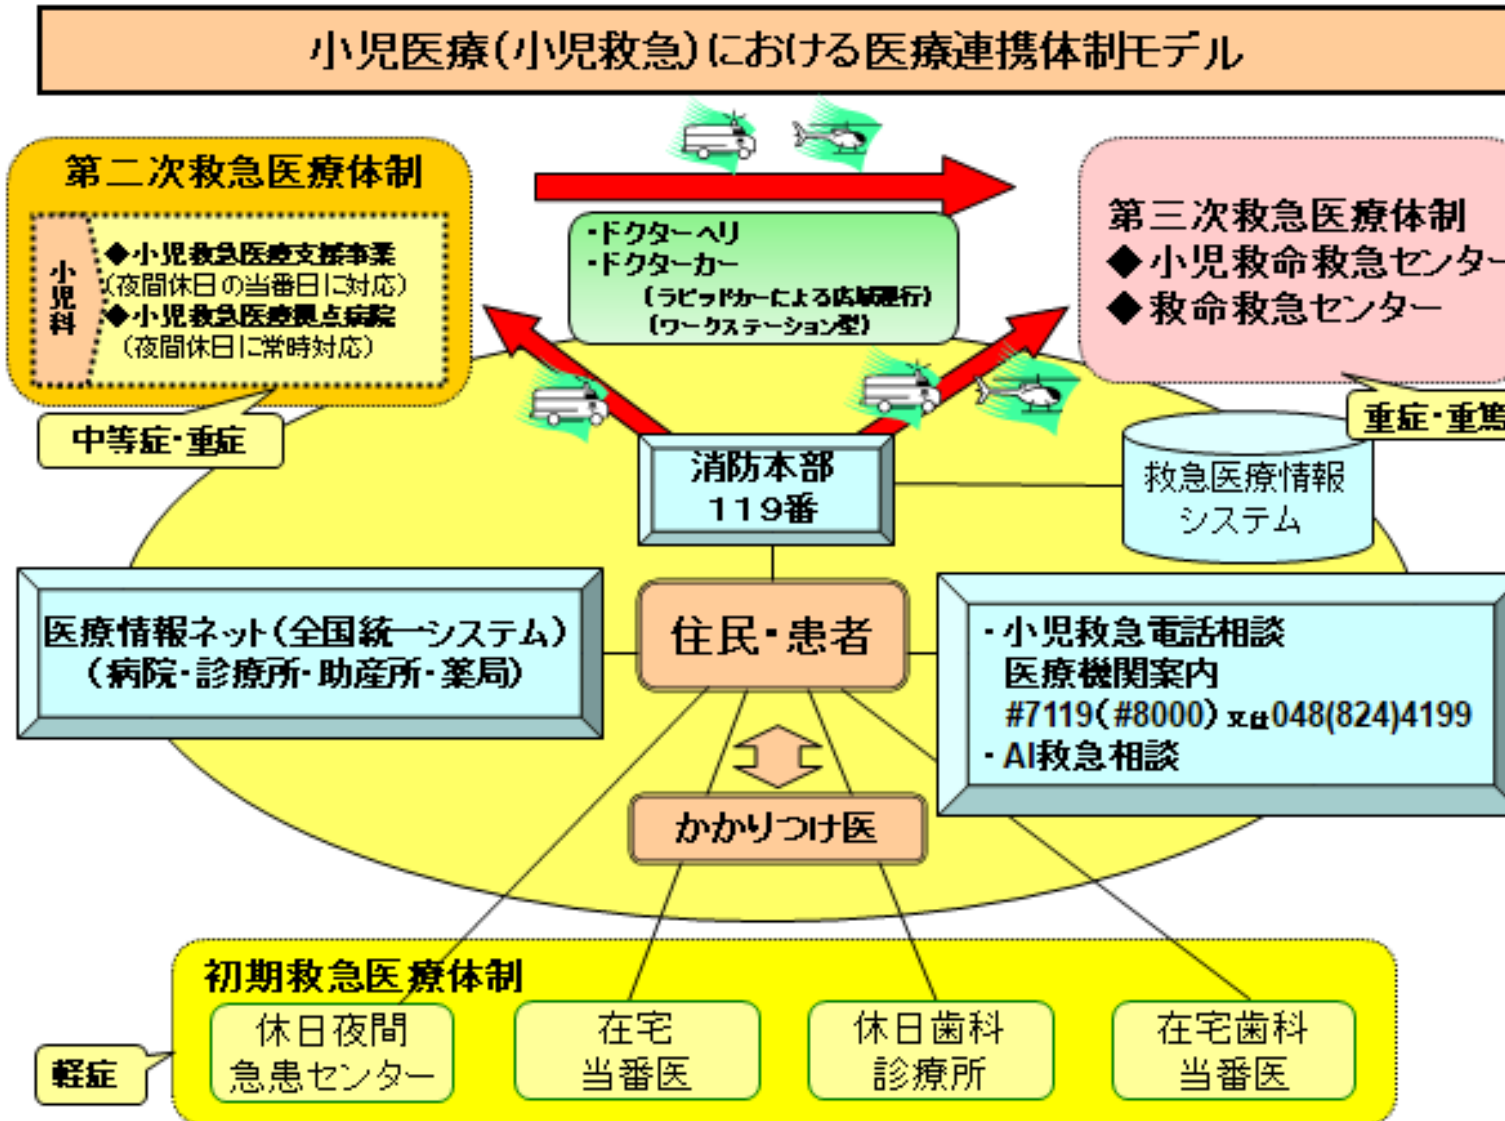 小児医療(小児救急)における医療連携体制モデル
第二次救急医療体制
小児科
◆小児救急医療支援事業
(夜間休日の当番日に対応)
◆小児救急医療拠点病院
(夜間休日に常時対応)
中等症・重症
・ドクターヘリ
・ドクターカー
(ラピッドカーによる広域運行)
(ワークステーション型)
第三次救急医療体制
◆小児救命救急センター
◆救命救急センター
重症・重篤
消防本部
119番
救急医療情報
システム
医療情報ネット(全国統一システム)
(病院・診療所・助産所・薬局)
住民・患者
・小児救急電話相談
医療機関案内
#7119(#8000)又は048(824)4199
・AI救急相談
かかりつけ医
初期救急医療体制
軽症
休日夜間
急患センター
在宅
当番医
休日歯科
診療所
在宅歯科
当番医